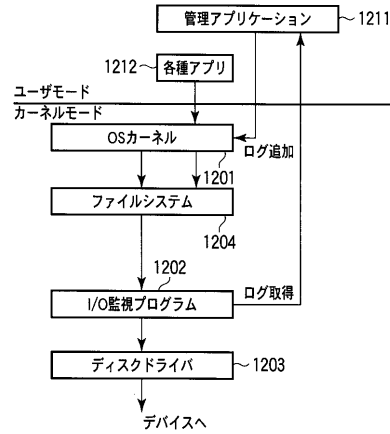 管理アプリケーション
1211
1212
各種アプリ
ユーザモード
カーネルモード
OSカーネル
ログ追加
1201
ファイルシステム
1204
1202
ログ取得
I/O監視プログラム
ディスクドライバ
1203
デバイスへ